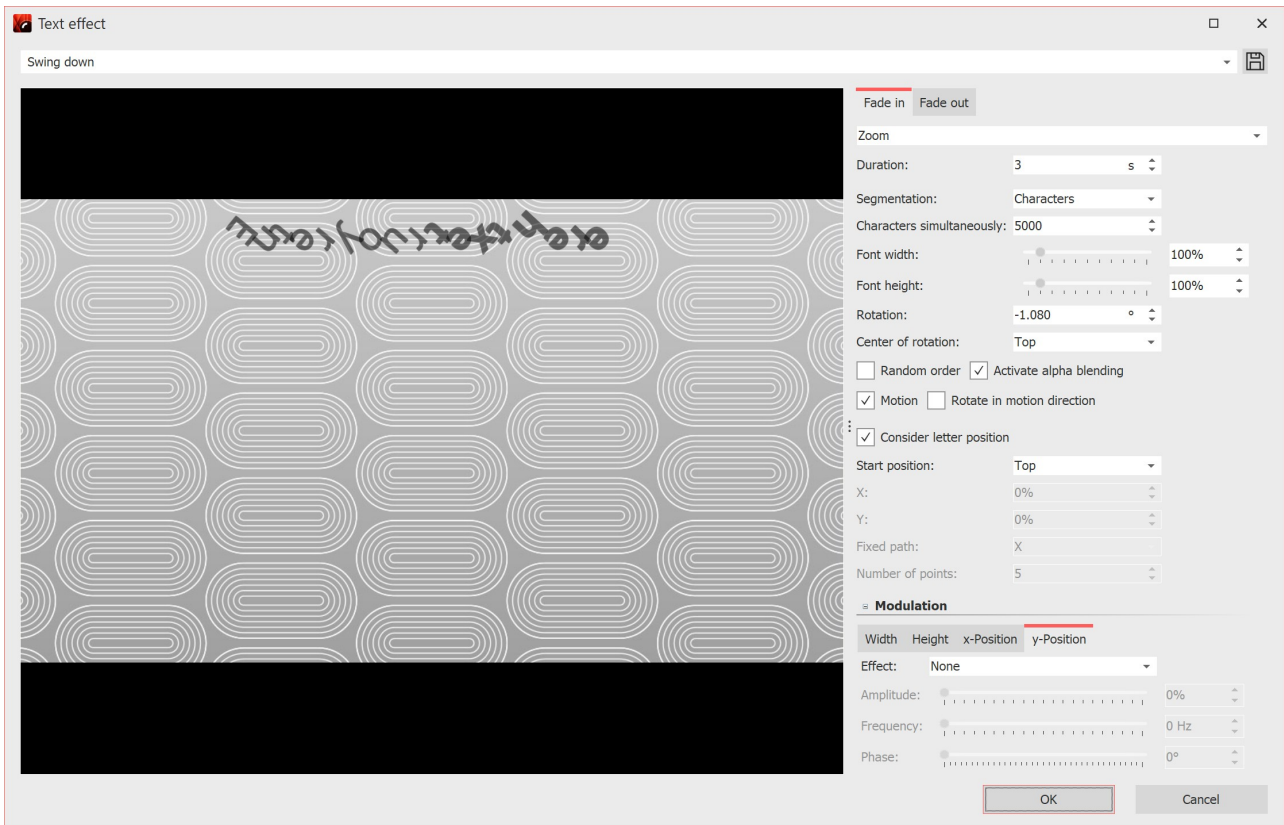 Text effect
Swing down
Fade in Fade out
Zoom
Duration: 3 s
Segmentation: Characters
Characters simultaneously: 5000
Font width: 100%
Font height: 100%
Rotation: -1.080 °
Center of rotation: Top
Random order Activate alpha blending
Motion Rotate in motion direction
Consider letter position
Start position: Top
X: 0%
Y: 0%
Fixed path: X
Number of points: 5
Modulation
Width Height x-Position y-Position
Effect: None
Amplitude: 0%
Frequency: 0 Hz
Phase: 0°
OK Cancel